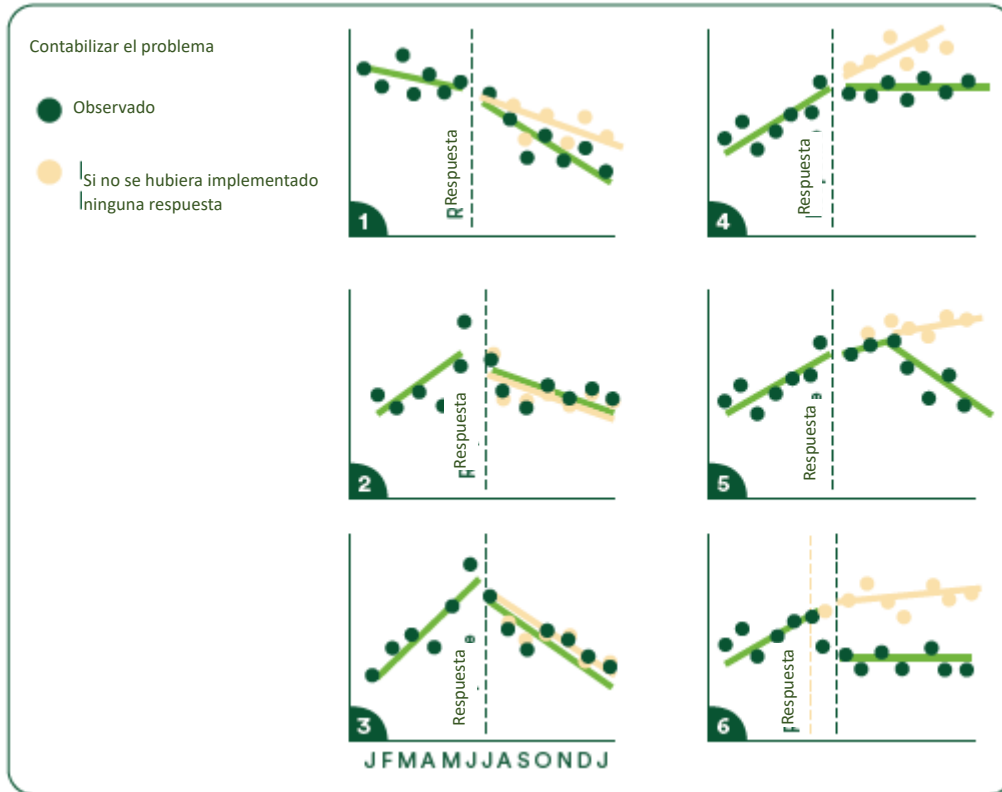 Contabilizar el problema
Observado
Si no se hubiera implementado
ninguna respuesta
Respuesta
1
Respuesta
4
Respuesta
2
Respuesta
5
Respuesta
3
Respuesta
6
JFMAMJJASONDJ